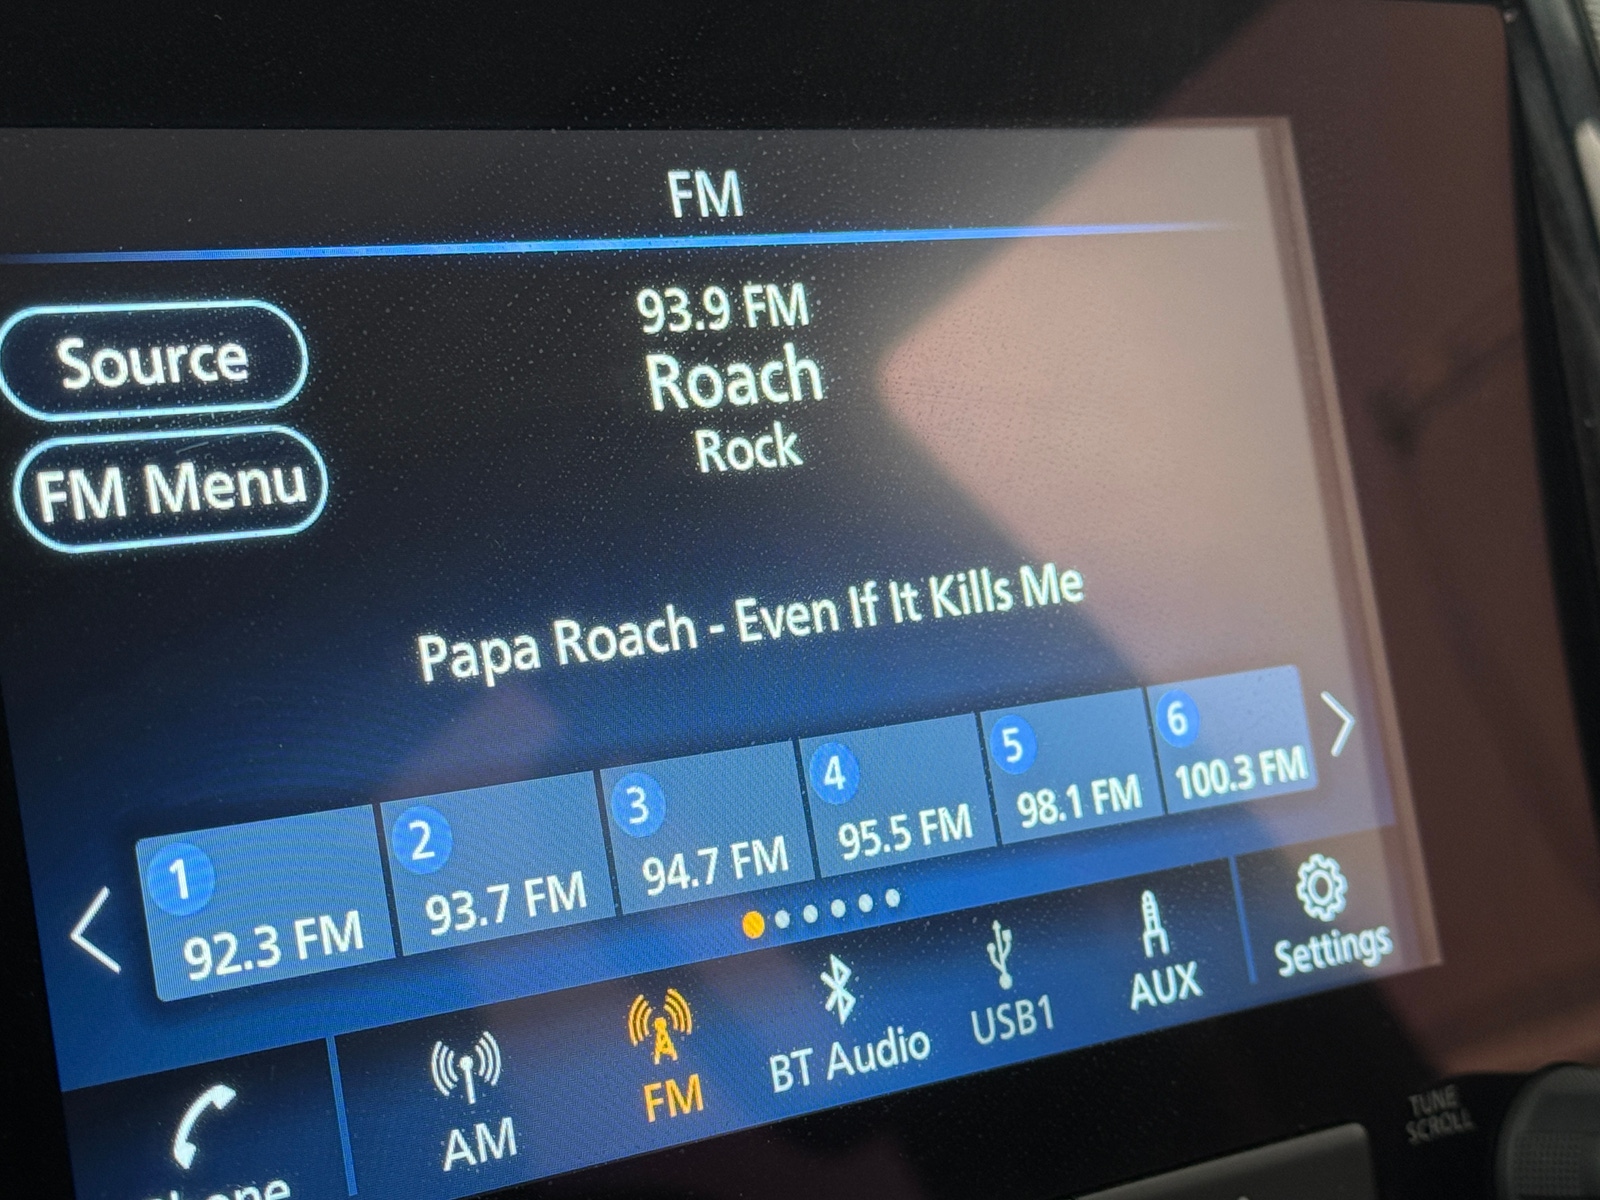 FM
93.9 FM
Roach
Rock
Source
FM Menu
Papa Roach - Even If It Kills Me
1
92.3 FM
2
93.7 FM
3
94.7 FM
4
95.5 FM
5
98.1 FM
6
100.3 FM
Phone
AM
FM
BT Audio
USB1
AUX
Settings
TUNE
SCROLL